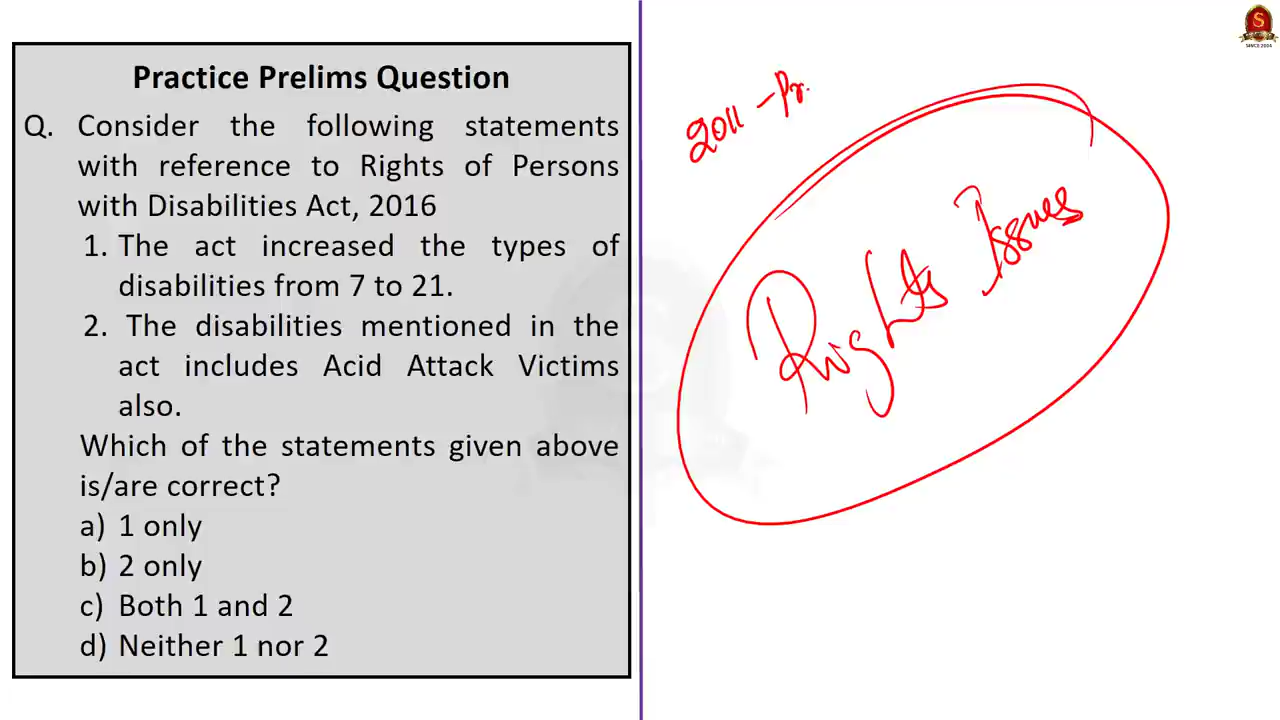 Practice Prelims Question
Q. Consider the following statements
with reference to Rights of Persons
with Disabilities Act, 2016
1. The act increased the types of
disabilities from 7 to 21.
2. The disabilities mentioned in the
act includes Acid Attack Victims
also.
Which of the statements given above
is/are correct?
a) 1 only
b) 2 only
c) Both 1 and 2
d) Neither 1 nor 2
2011 - Pr.
Rights Issues
S
SINCE 2004